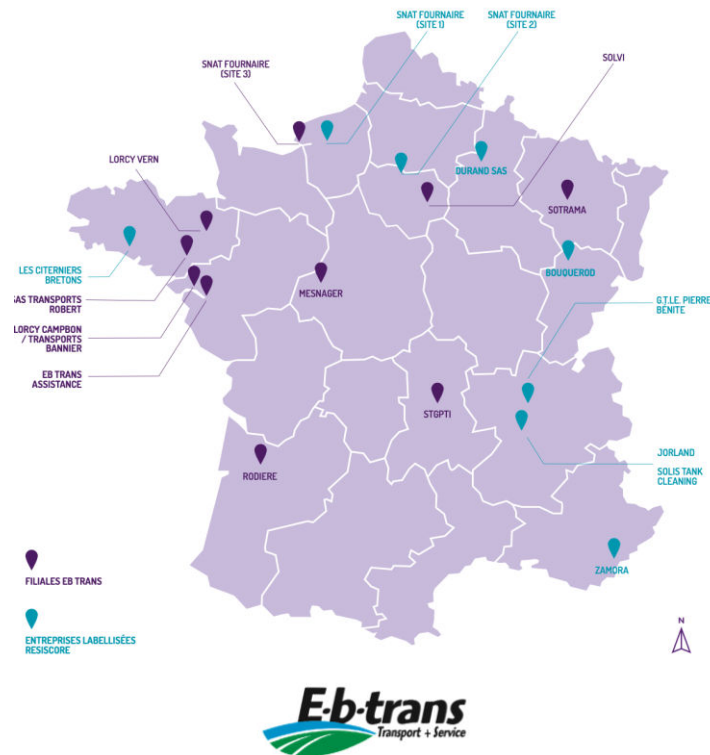 SNAT FOURNAIRE
(SITE 1)
SNAT FOURNAIRE
(SITE 2)
SNAT FOURNAIRE
(SITE 3)
SOLVI
LORCY VERN
DURAND SAS
SOTRAMA
LES CITERNIERS
BRETONS
BOUQUEROD
MESNAGER
SAS TRANSPORTS
ROBERT
G.T.L.E. PIERRE
BÉNITE
LORCY CAMPBON
/ TRANSPORTS
BANNIER
EB TRANS
ASSISTANCE
STGPTI
RODIERE
JORLAND
SOLIS TANK
CLEANING
ZAMORA
FILIALES EB TRANS
ENTREPRISES LABELLISÉES
RESISCORE
N
E·b·trans
Transport + Service